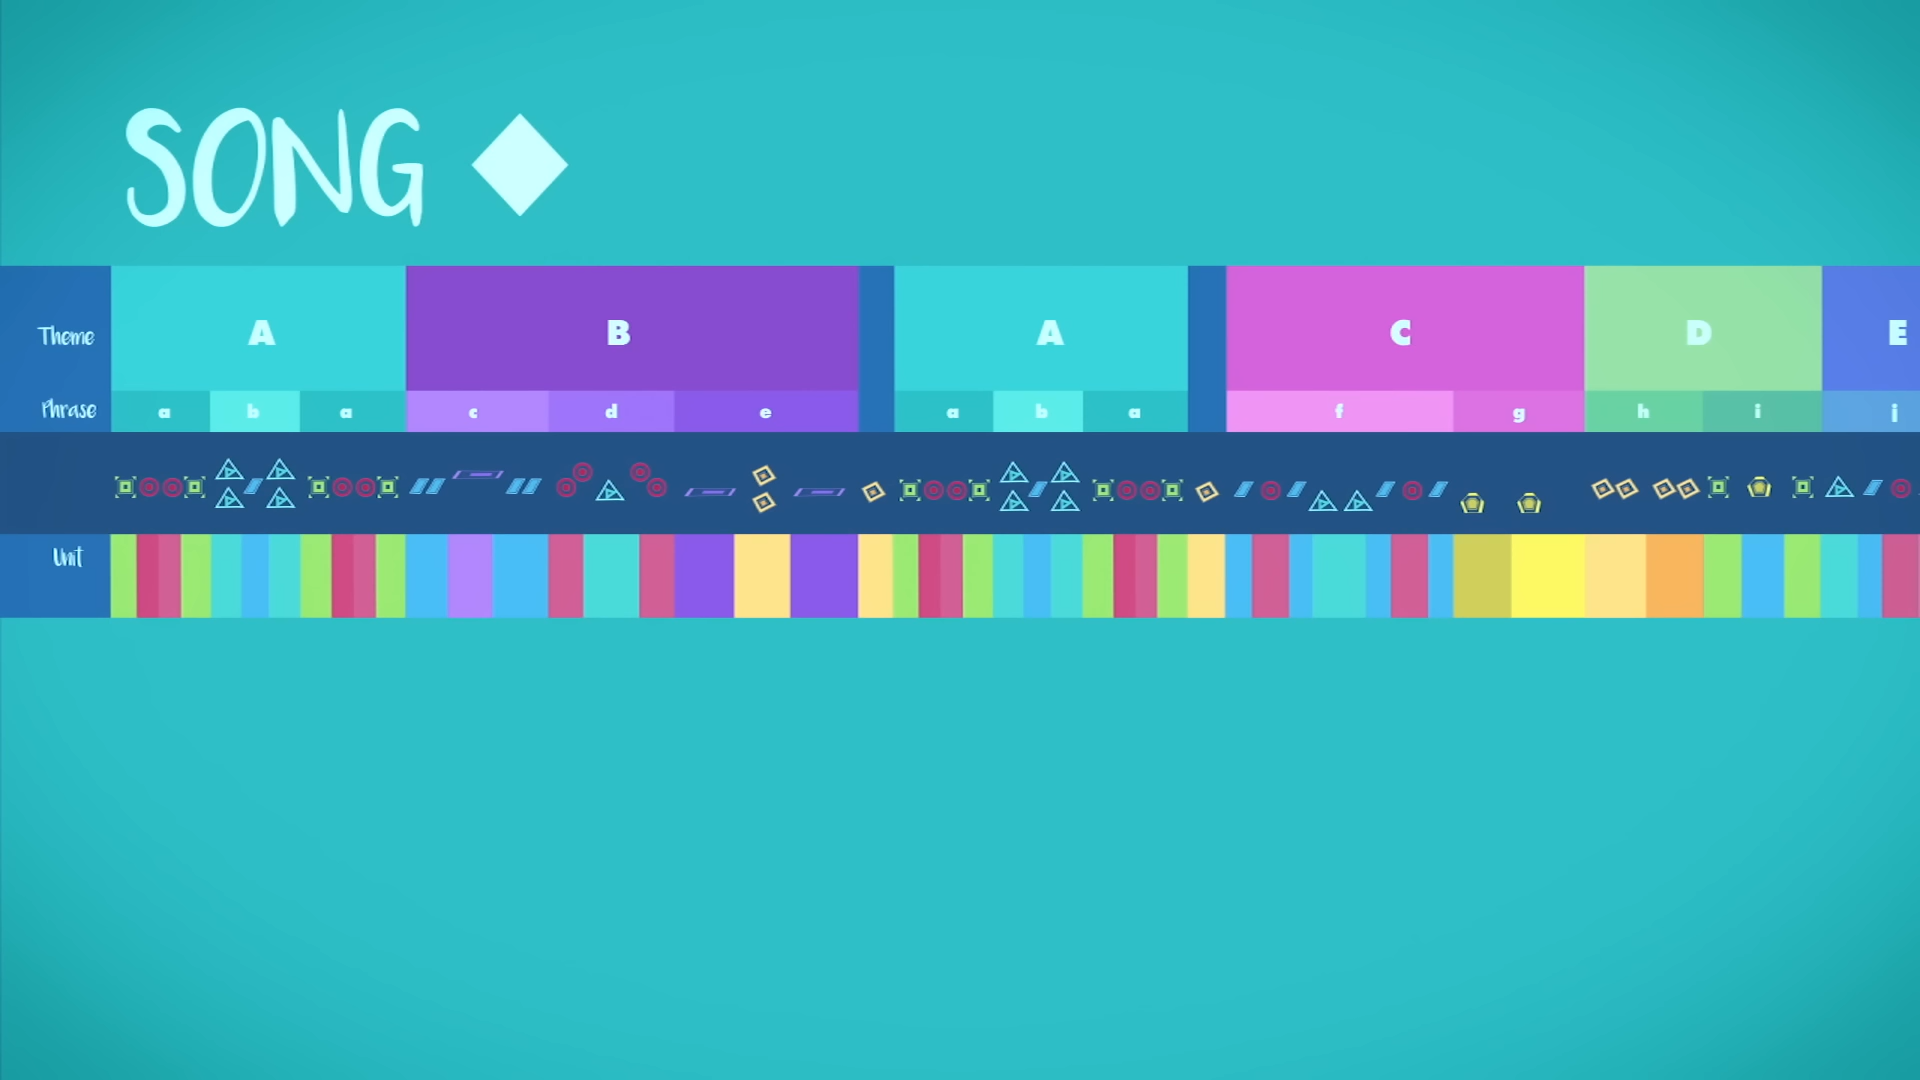 SONG
Theme A B A C D E
Phrase a b a c d e a b a f g h i j
Unit